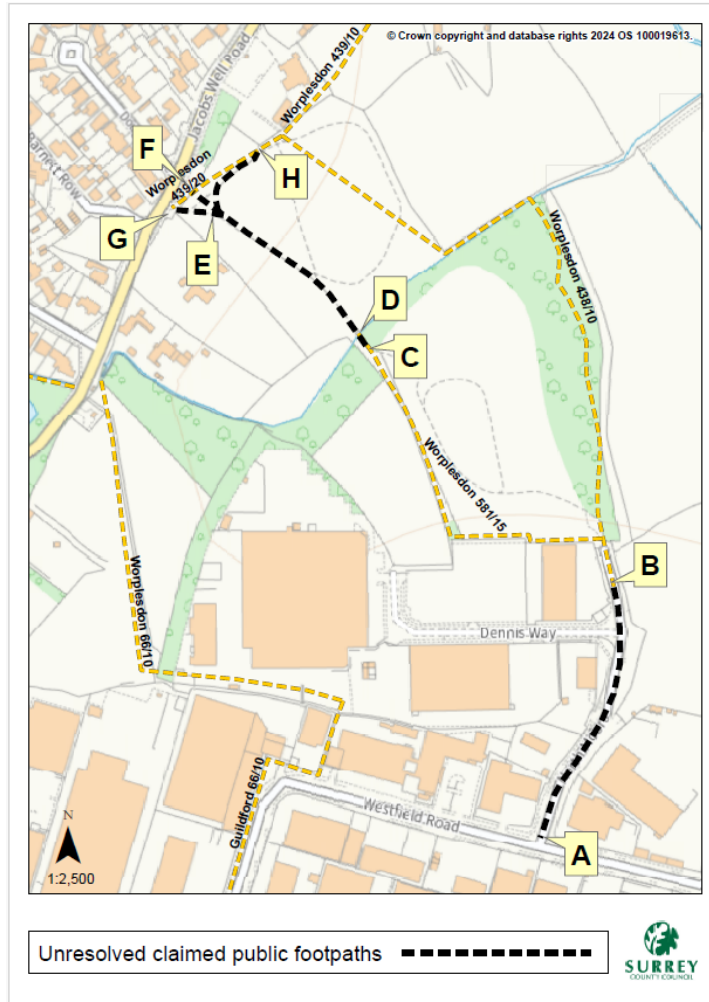 © Crown copyright and database rights 2024 OS 100019613.
Jacobs Well Road
Worplesdon 439/10
F
Worplesdon
439/20
H
G
E
Worplesdon 438/10
D
C
Worplesdon 581/15
B
Worplesdon 66/10
Dennis Way
Guildford 66/10
Westfield Road
A
N
1:2,500
Unresolved claimed public footpaths
SURREY
COUNTY COUNCIL